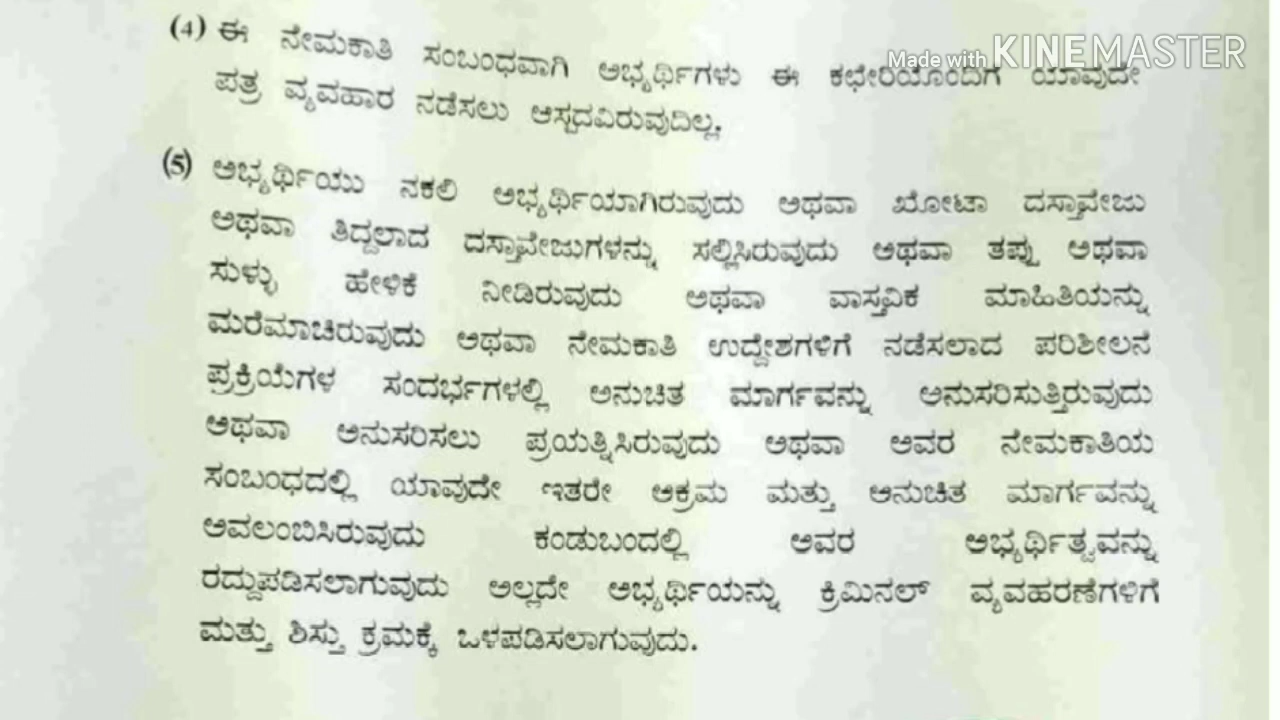 Made with KINEMASTER
(4) ಈ ನೇಮಕಾತಿ ಸಂಬಂಧವಾಗಿ ಅಭ್ಯರ್ಥಿಗಳು ಈ ಕಛೇರಿಯೊಂದಿಗೆ ಯಾವುದೇ
ಪತ್ರ ವ್ಯವಹಾರ ನಡೆಸಲು ಆಸ್ಪದವಿರುವುದಿಲ್ಲ.
(5) ಅಭ್ಯರ್ಥಿಯು ನಕಲಿ ಅಭ್ಯರ್ಥಿಯಾಗಿರುವುದು ಅಥವಾ ಖೋಟಾ ದಸ್ತಾವೇಜು
ಅಥವಾ ತಿದ್ದಲಾದ ದಸ್ತಾವೇಜುಗಳನ್ನು ಸಲ್ಲಿಸಿರುವುದು ಅಥವಾ ತಪ್ಪು ಅಥವಾ
ಸುಳ್ಳು ಹೇಳಿಕೆ ನೀಡಿರುವುದು ಅಥವಾ ವಾಸ್ತವಿಕ ಮಾಹಿತಿಯನ್ನು
ಮರೆಮಾಚಿರುವುದು ಅಥವಾ ನೇಮಕಾತಿ ಉದ್ದೇಶಗಳಿಗೆ ನಡೆಸಲಾದ ಪರಿಶೀಲನೆ
ಪ್ರಕ್ರಿಯೆಗಳ ಸಂದರ್ಭಗಳಲ್ಲಿ ಅನುಚಿತ ಮಾರ್ಗವನ್ನು ಅನುಸರಿಸುತ್ತಿರುವುದು
ಅಥವಾ ಅನುಸರಿಸಲು ಪ್ರಯತ್ನಿಸಿರುವುದು ಅಥವಾ ಅವರ ನೇಮಕಾತಿಯ
ಸಂಬಂಧದಲ್ಲಿ ಯಾವುದೇ ಇತರೇ ಅಕ್ರಮ ಮತ್ತು ಅನುಚಿತ ಮಾರ್ಗವನ್ನು
ಅವಲಂಬಿಸಿರುವುದು ಕಂಡುಬಂದಲ್ಲಿ ಅವರ ಅಭ್ಯರ್ಥಿತ್ವವನ್ನು
ರದ್ದುಪಡಿಸಲಾಗುವುದು ಅಲ್ಲದೇ ಅಭ್ಯರ್ಥಿಯನ್ನು ಕ್ರಿಮಿನಲ್ ವ್ಯವಹರಣೆಗಳಿಗೆ
ಮತ್ತು ಶಿಸ್ತು ಕ್ರಮಕ್ಕೆ ಒಳಪಡಿಸಲಾಗುವುದು.